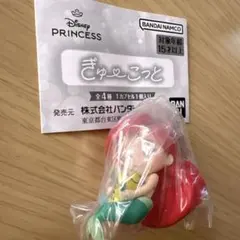 Disney
PRINCESS
BANDAI NAMCO
対象年齢
15才以上
ぎゅーこっと
全4種
発売元 株式会社バンダイ
東京都台東区
BAN